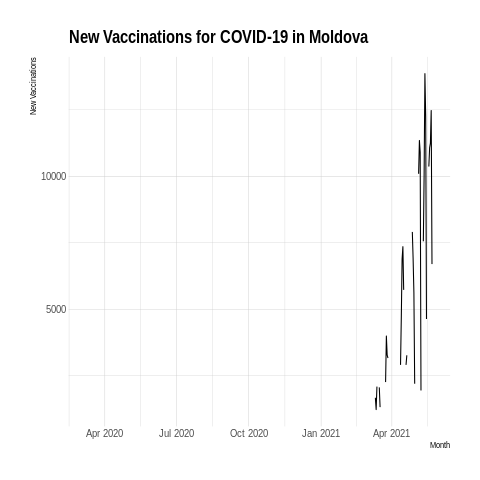 New Vaccinations for COVID-19 in Moldova
New Vaccinations
10000
5000
Apr 2020 Jul 2020 Oct 2020 Jan 2021 Apr 2021
Month